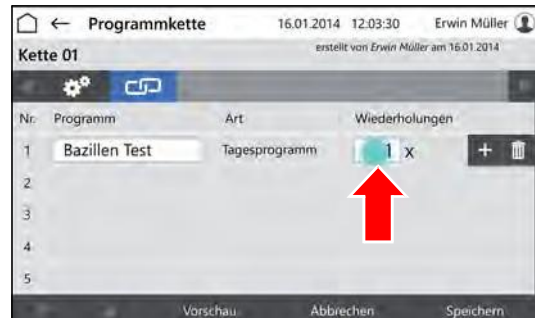 Programmkette 16.01.2014 12:03:30 Erwin Müller
Kette 01 erstellt von Erwin Müller am 16.01.2014
Nr. Programm Art Wiederholungen
1 Bazillen Test Tagesprogramm 1 x +
2
3
4
5
Vorschau Abbrechen Speichern